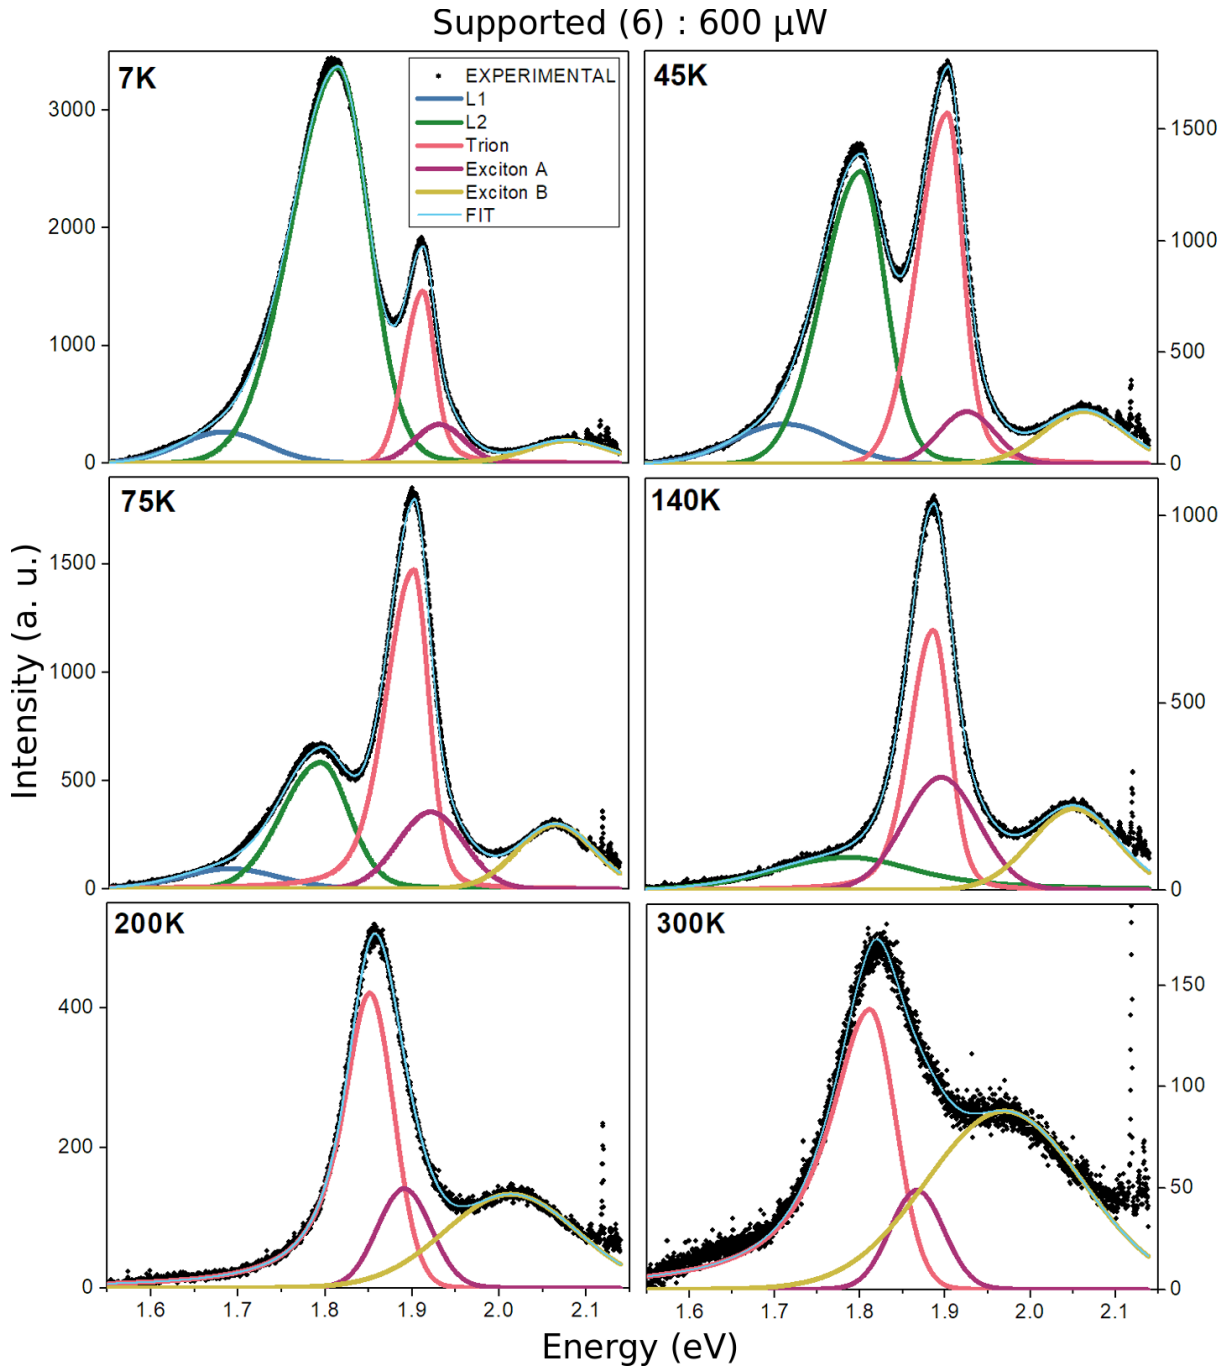 Supported (6) : 600 µW
7K
EXPERIMENTAL
L1
L2
Trion
Exciton A
Exciton B
FIT
3000
2000
1000
0
45K
1500
1000
500
0
75K
1500
1000
500
0
140K
1000
500
0
200K
400
200
0
1.6 1.7 1.8 1.9 2.0 2.1
300K
150
100
50
0
1.6 1.7 1.8 1.9 2.0 2.1
Intensity (a. u.)
Energy (eV)